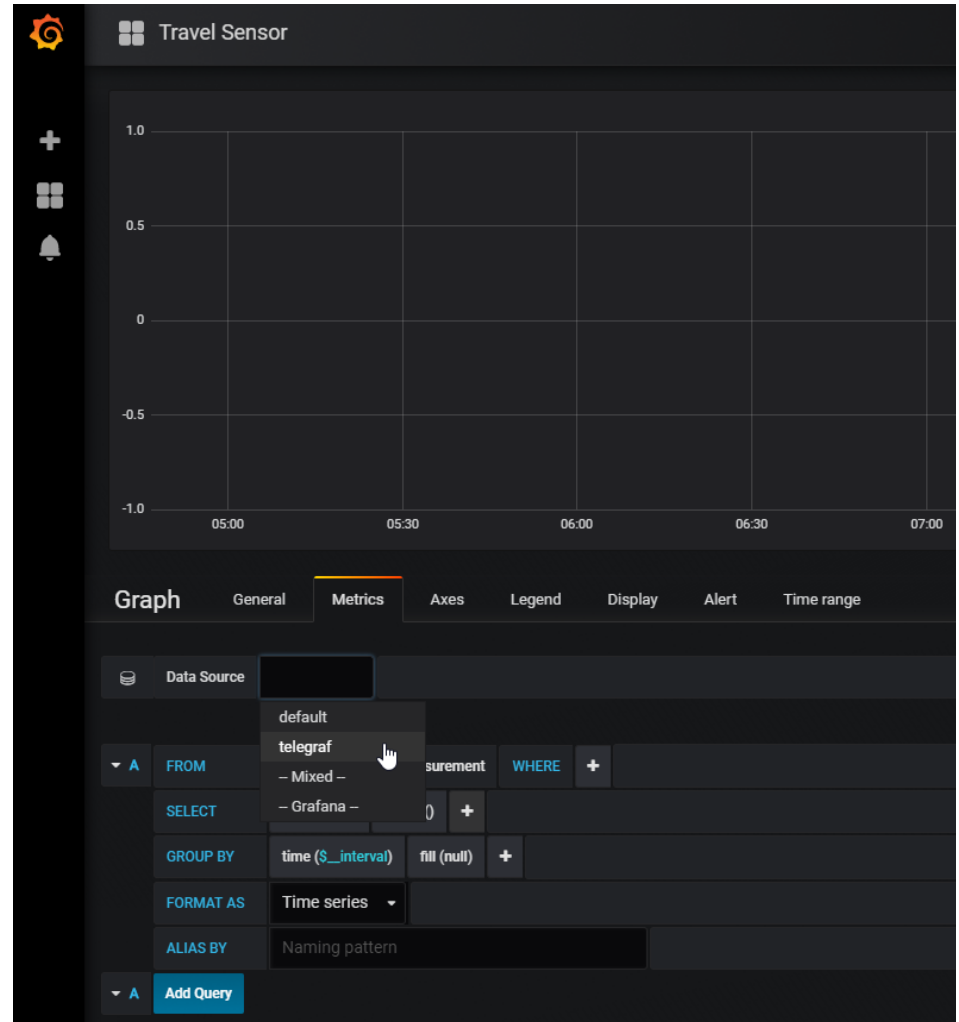 Travel Sensor
1.0
0.5
0
-0.5
-1.0
05:00 05:30 06:00 06:30 07:00
Graph General Metrics Axes Legend Display Alert Time range
Data Source
default
telegraf
-- Mixed --
-- Grafana --
A FROM surement WHERE +
SELECT () +
GROUP BY time ($__interval) fill (null) +
FORMAT AS Time series
ALIAS BY Naming pattern
A Add Query